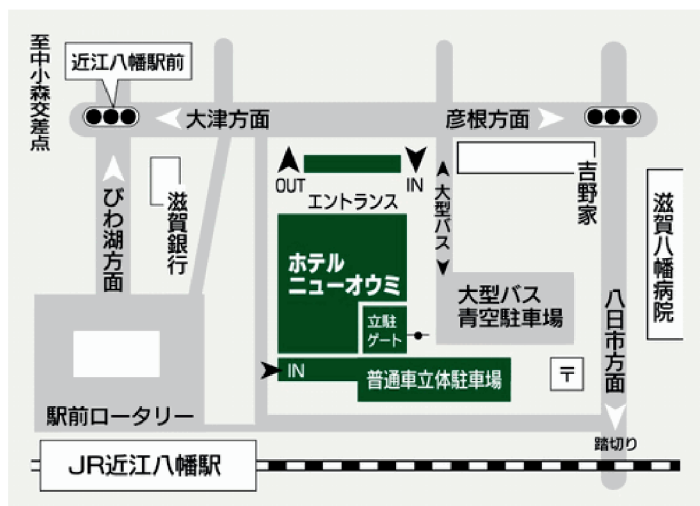 至中小森交差点
近江八幡駅前
大津方面
彦根方面
びわ湖方面
滋賀銀行
OUT
IN
エントランス
大型バス
吉野家
滋賀八幡病院
ホテル
ニューオウミ
立駐
ゲート
大型バス
青空駐車場
八日市方面
IN
普通車立体駐車場
〒
駅前ロータリー
踏切り
JR近江八幡駅